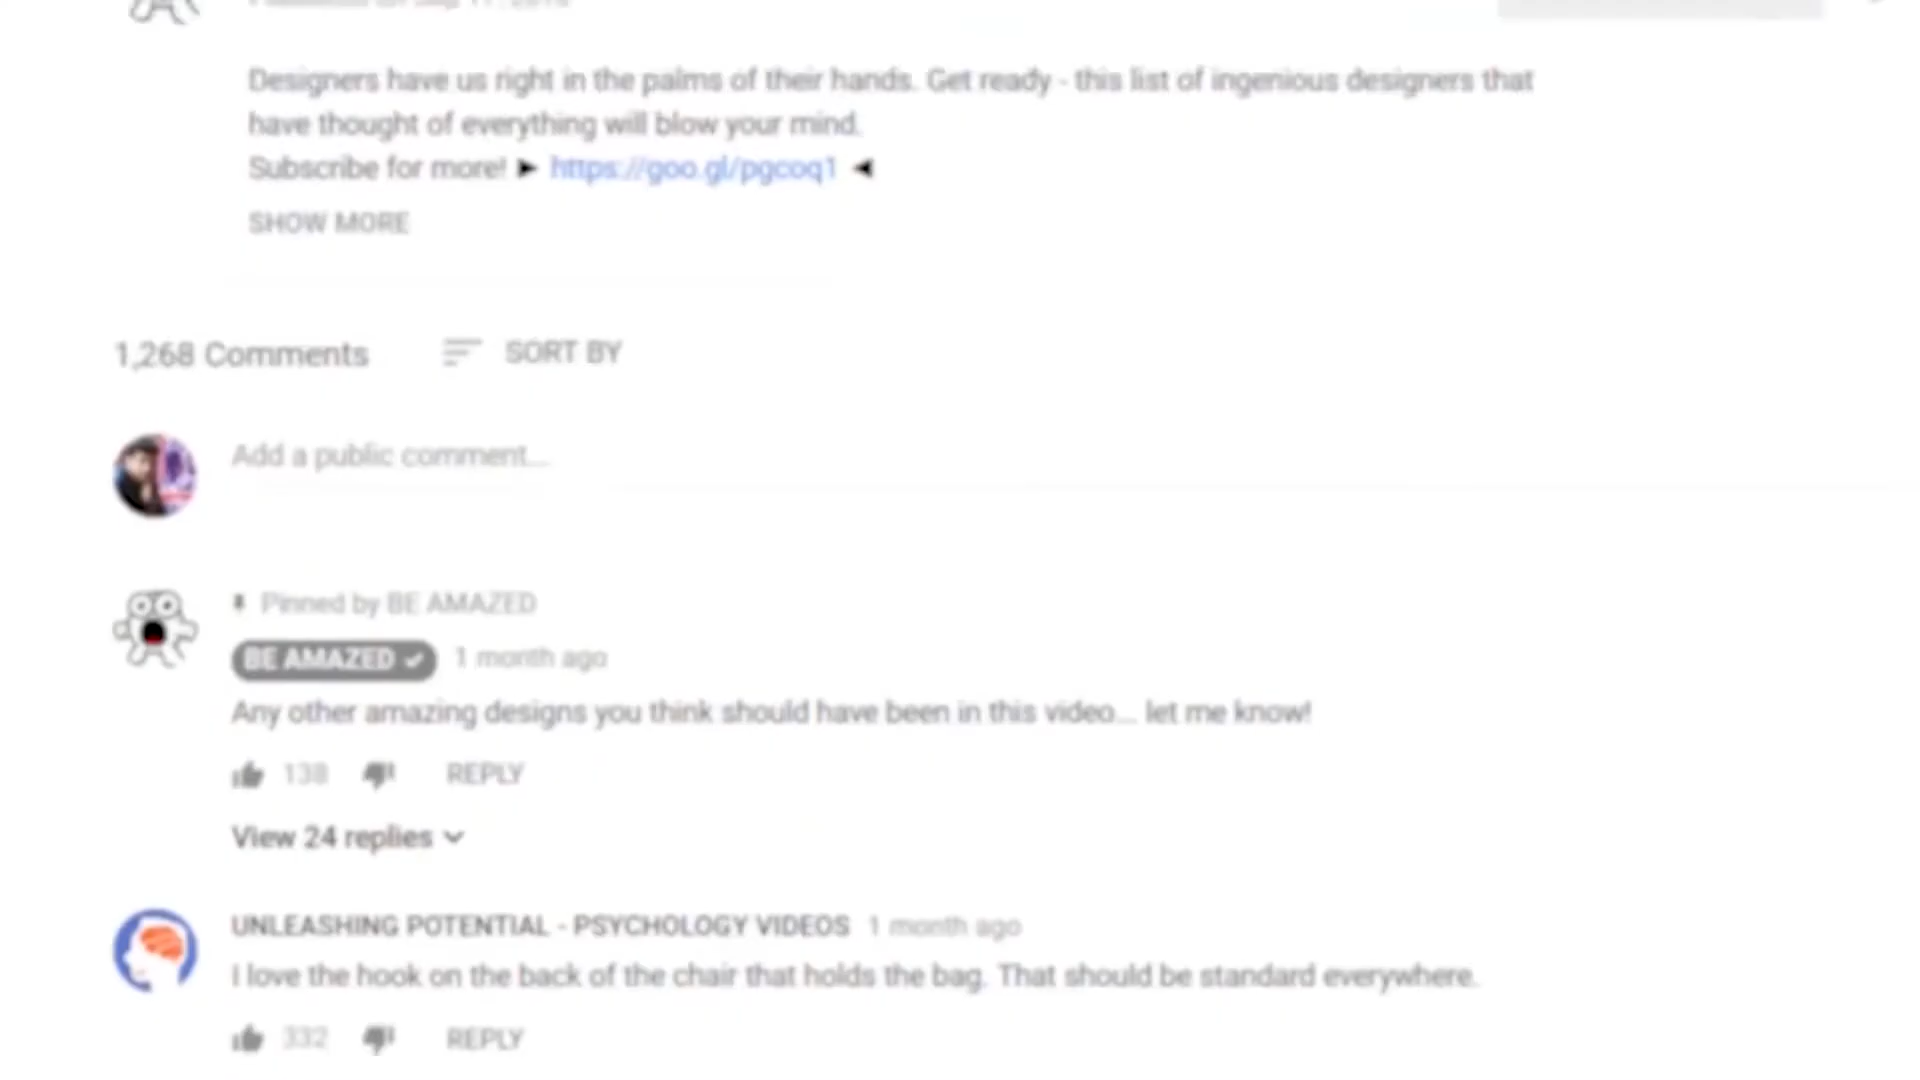 Designers have us right in the palms of their hands. Get ready - this list of ingenious designers that
have thought of everything will blow your mind.
Subscribe for more! ► https://goo.gl/pgcoq1 ◄
SHOW MORE
1,268 Comments SORT BY
Add a public comment...
Pinned by BE AMAZED
BE AMAZED ✓ 1 month ago
Any other amazing designs you think should have been in this video... let me know!
138 REPLY
View 24 replies
UNLEASHING POTENTIAL - PSYCHOLOGY VIDEOS 1 month ago
I love the hook on the back of the chair that holds the bag. That should be standard everywhere.
332 REPLY